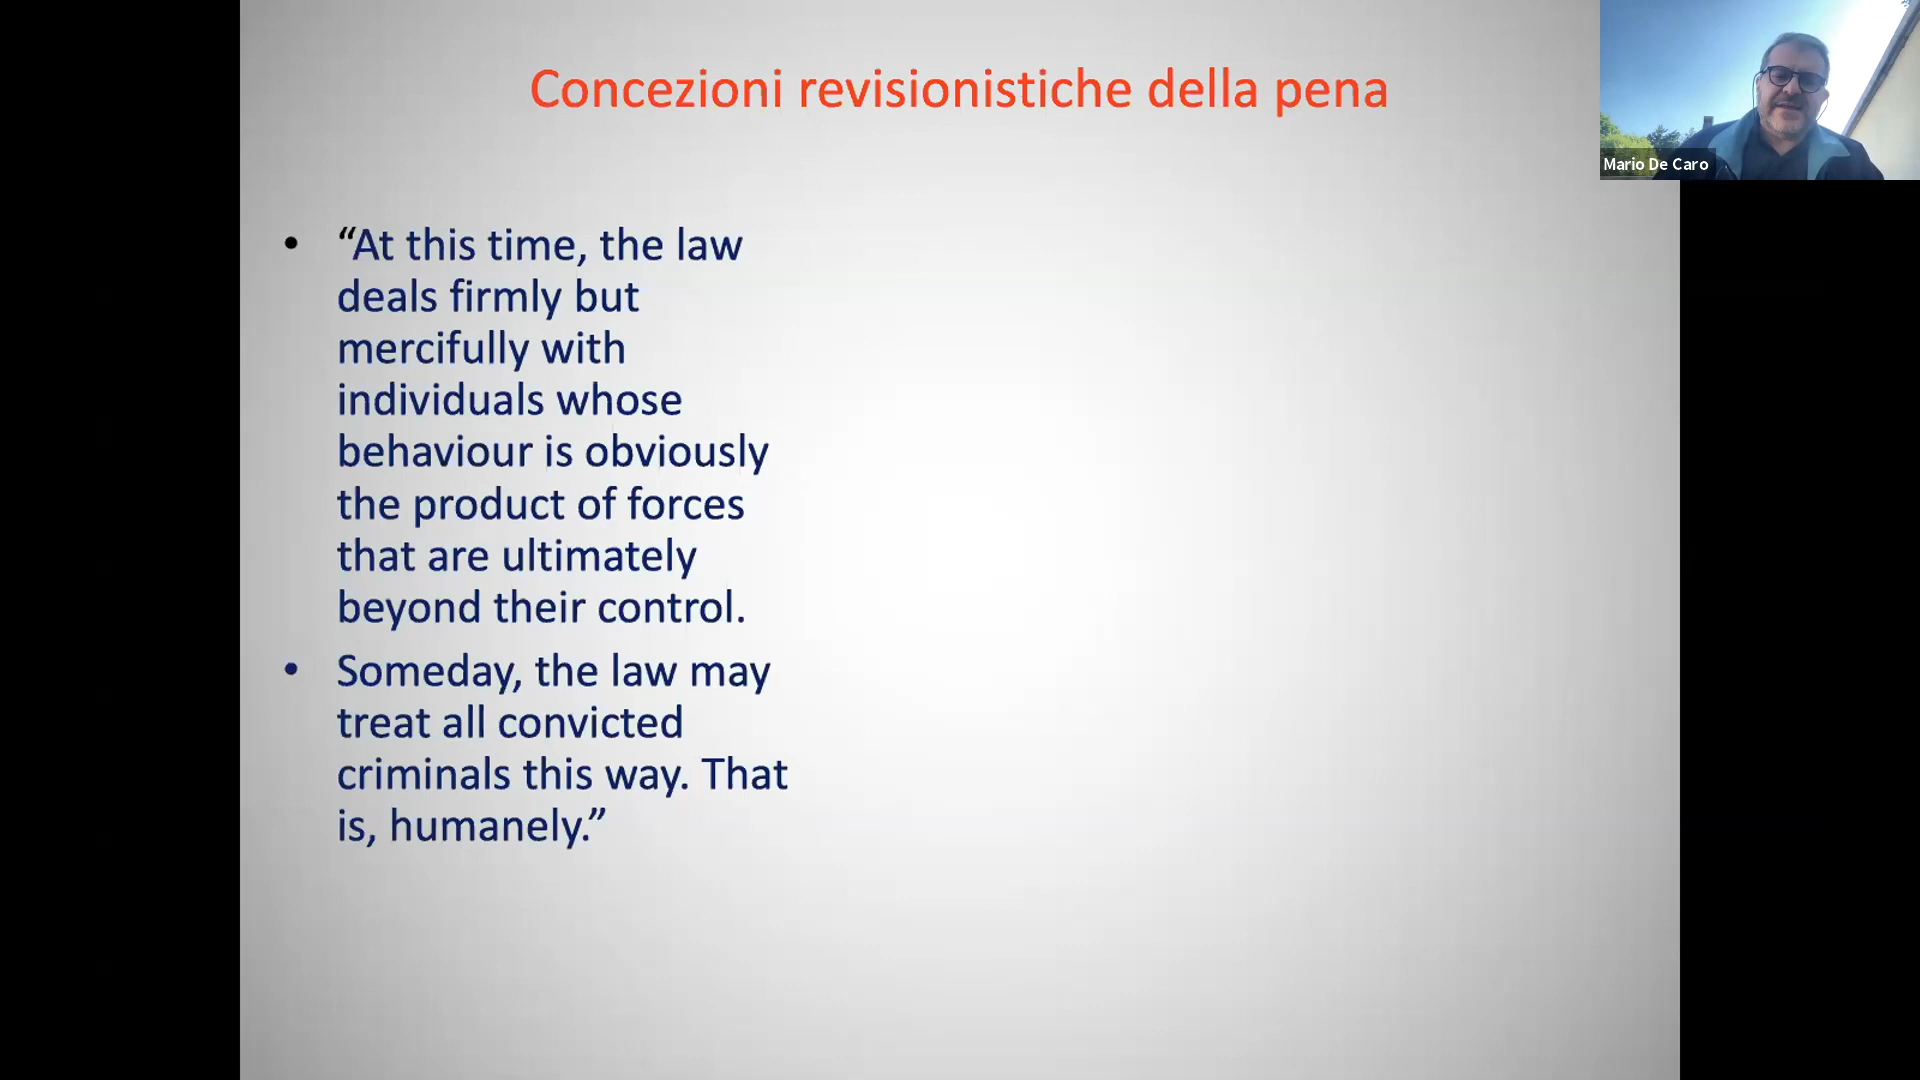 Concezioni revisionistiche della pena
Mario De Caro
• “At this time, the law
deals firmly but
mercifully with
individuals whose
behaviour is obviously
the product of forces
that are ultimately
beyond their control.
• Someday, the law may
treat all convicted
criminals this way. That
is, humanely.”